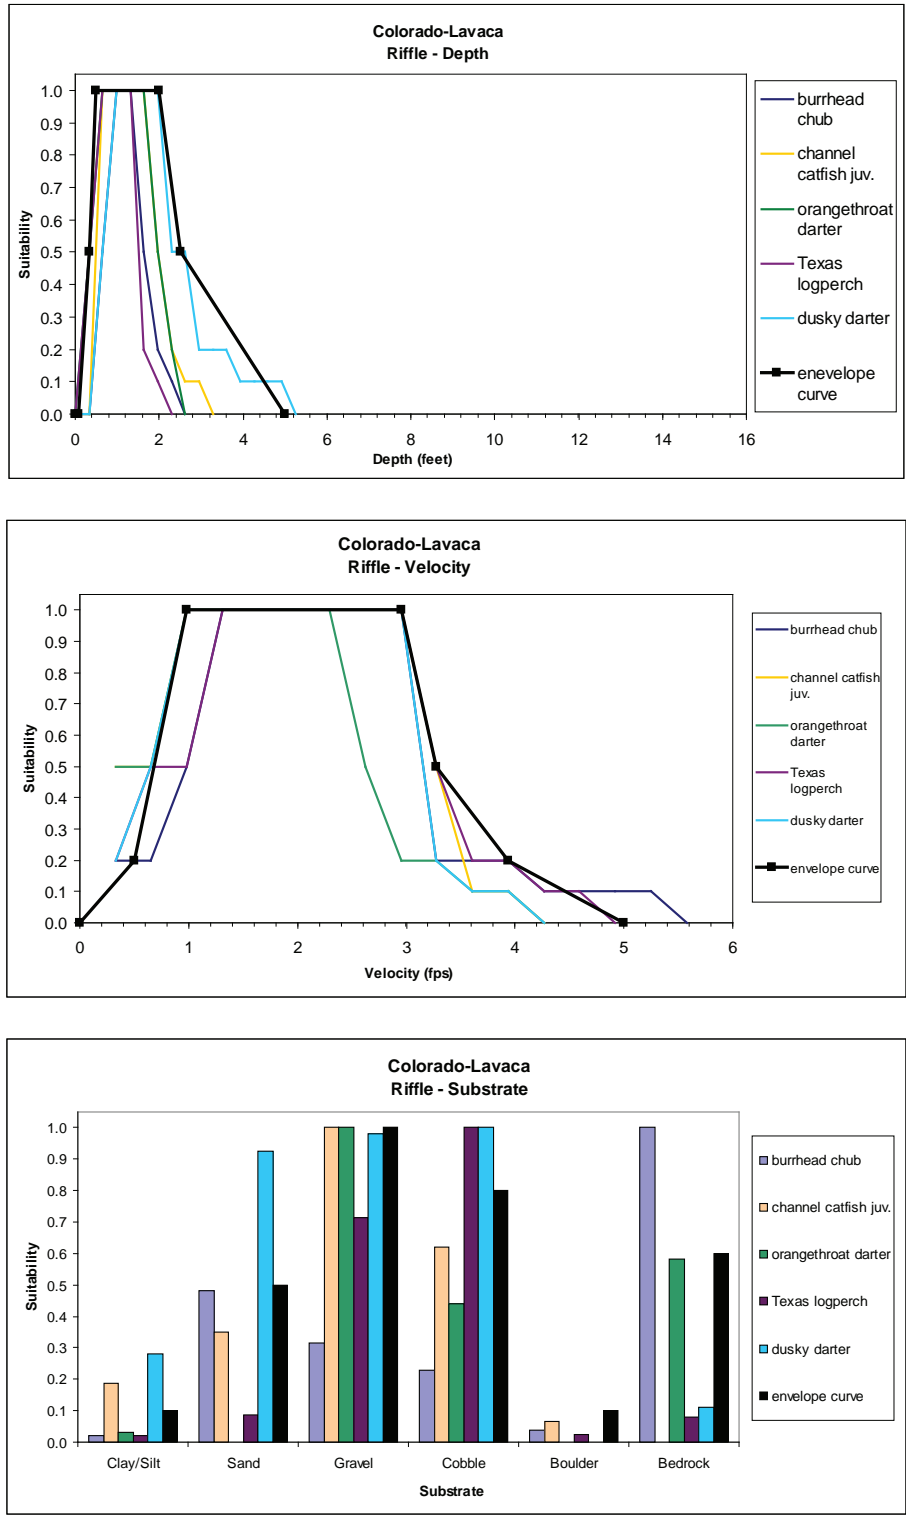 Colorado-Lavaca
Riffle - Depth
1.0
0.9
0.8
0.7
0.6
0.5
0.4
0.3
0.2
0.1
0.0
Suitability
0 2 4 6 8 10 12 14 16
Depth (feet)
burrhead
chub
channel
catfish juv.
orangethroat
darter
Texas
logperch
dusky darter
enevelope
curve
Colorado-Lavaca
Riffle - Velocity
1.0
0.9
0.8
0.7
0.6
0.5
0.4
0.3
0.2
0.1
0.0
Suitability
0 1 2 3 4 5 6
Velocity (fps)
burrhead chub
channel catfish
juv.
orangethroat
darter
Texas
logperch
dusky darter
envelope curve
Colorado-Lavaca
Riffle - Substrate
1.0
0.9
0.8
0.7
0.6
0.5
0.4
0.3
0.2
0.1
0.0
Suitability
Clay/Silt Sand Gravel Cobble Boulder Bedrock
Substrate
burrhead chub
channel catfish juv.
orangethroat darter
Texas logperch
dusky darter
envelope curve